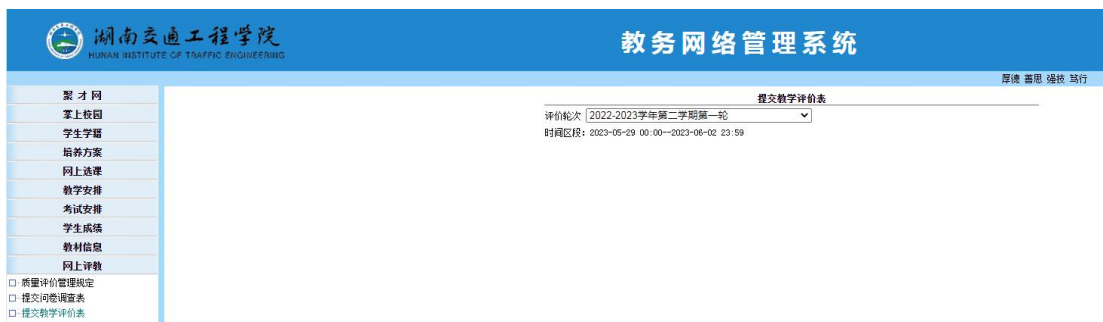 湖南交通工程学院
HUNAN INSTITUTE OF TRAFFIC ENGINEERING
教务网络管理系统
厚德 善思 强技 笃行
聚才网
掌上校园
学生学籍
培养方案
网上选课
教学安排
考试安排
学生成绩
教材信息
网上评教
质量评价管理规定
提交问卷调查表
提交教学评价表
提交教学评价表
评价轮次 2022-2023学年第二学期第一轮
时间区段：2023-05-29 00:00--2023-06-02 23:59